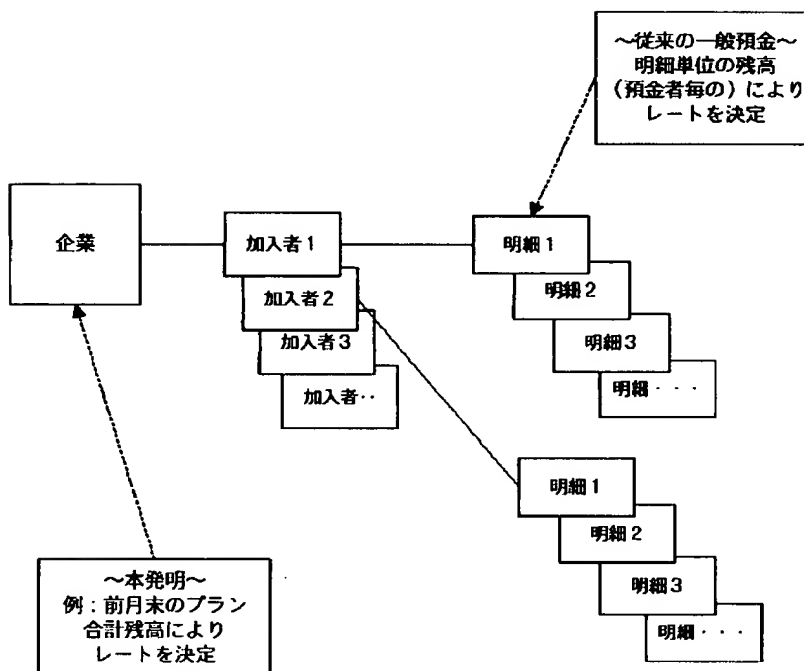 ~従来の一般預金~
明細単位の残高
(預金者毎の)により
レートを決定
企業
加入者1
加入者2
加入者3
加入者··
明細1
明細2
明細3
明細···
明細1
明細2
明細3
明細···
~本発明~
例:前月末のプラン
合計残高により
レートを決定